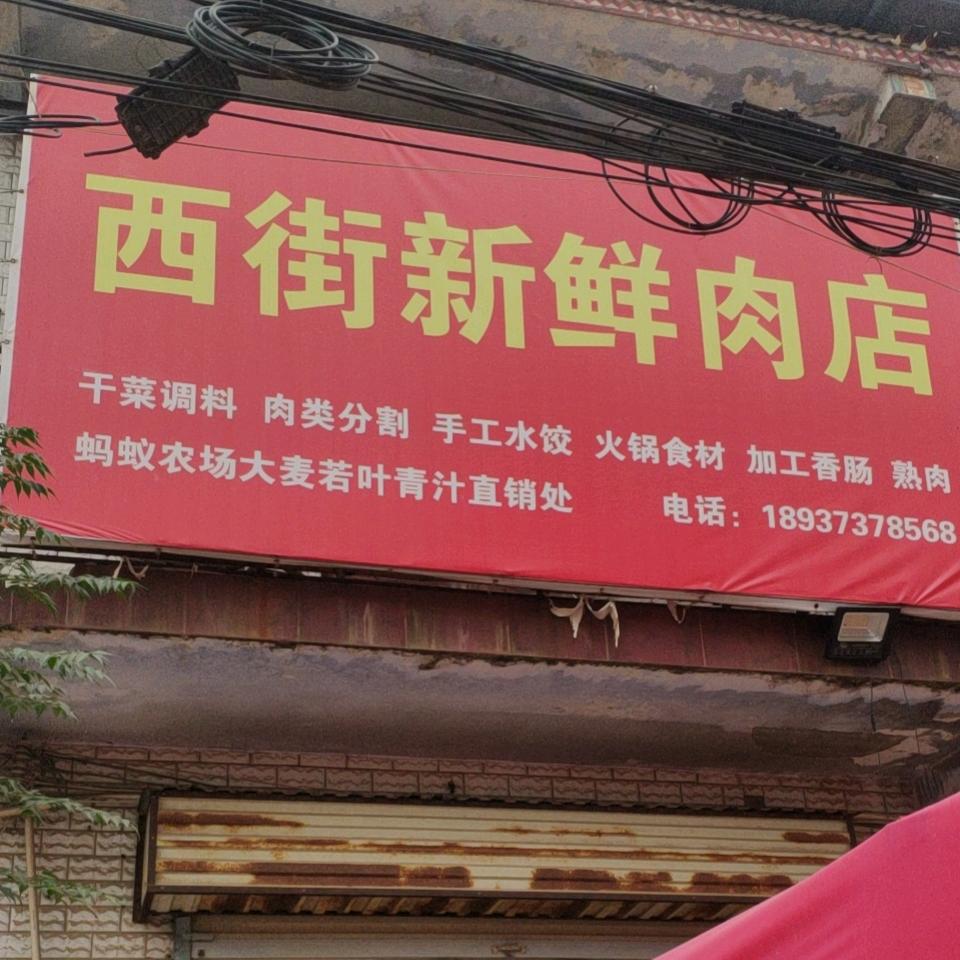 西街新鲜肉店
干菜调料 肉类分割 手工水饺 火锅食材 加工香肠 熟肉
蚂蚁农场大麦若叶青汁直销处 电话：18937378568